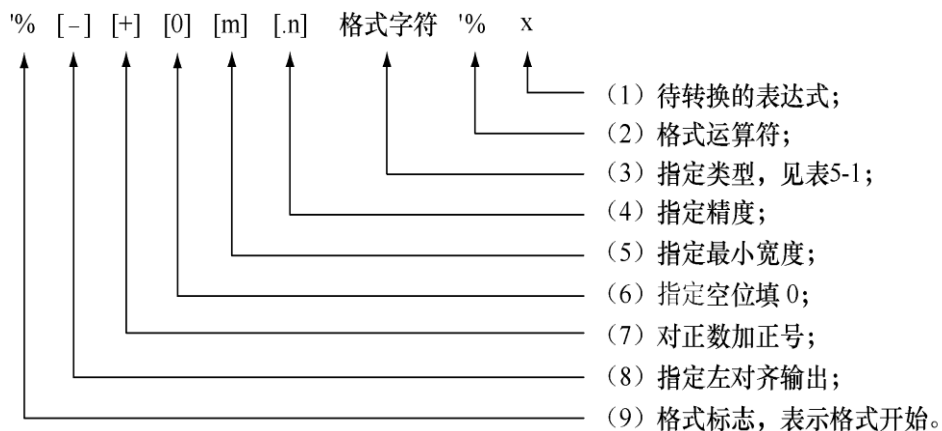 '% [-] [+] [0] [m] [.n] 格式字符 '% x
（1）待转换的表达式；
（2）格式运算符；
（3）指定类型，见表5-1；
（4）指定精度；
（5）指定最小宽度；
（6）指定空位填 0；
（7）对正数加正号；
（8）指定左对齐输出；
（9）格式标志，表示格式开始。